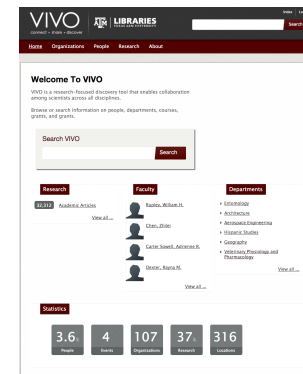 VIVO
connect • share • discover
ĀM | LIBRARIES
TEXAS A&M UNIVERSITY
Index
Search
Home Organizations People Research About
Welcome To VIVO
VIVO is a research-focused discovery tool that enables collaboration
among scientists across all disciplines.
Browse or search information on people, departments, courses,
grants, and grants.
Search VIVO
Search
Research
32,312 Academic Articles
View all ...
Faculty
Rapley, William H.
Chen, Zhilei
Carter Sowell, Adrienne R.
Dexter, Rayna M.
View all ...
Departments
Entomology
Architecture
Aerospace Engineering
Hispanic Studies
Geography
Veterinary Physiology and
Pharmacology
View all ...
Statistics
3.6k 4 107 37k 316
People Events Organizations Research Locations